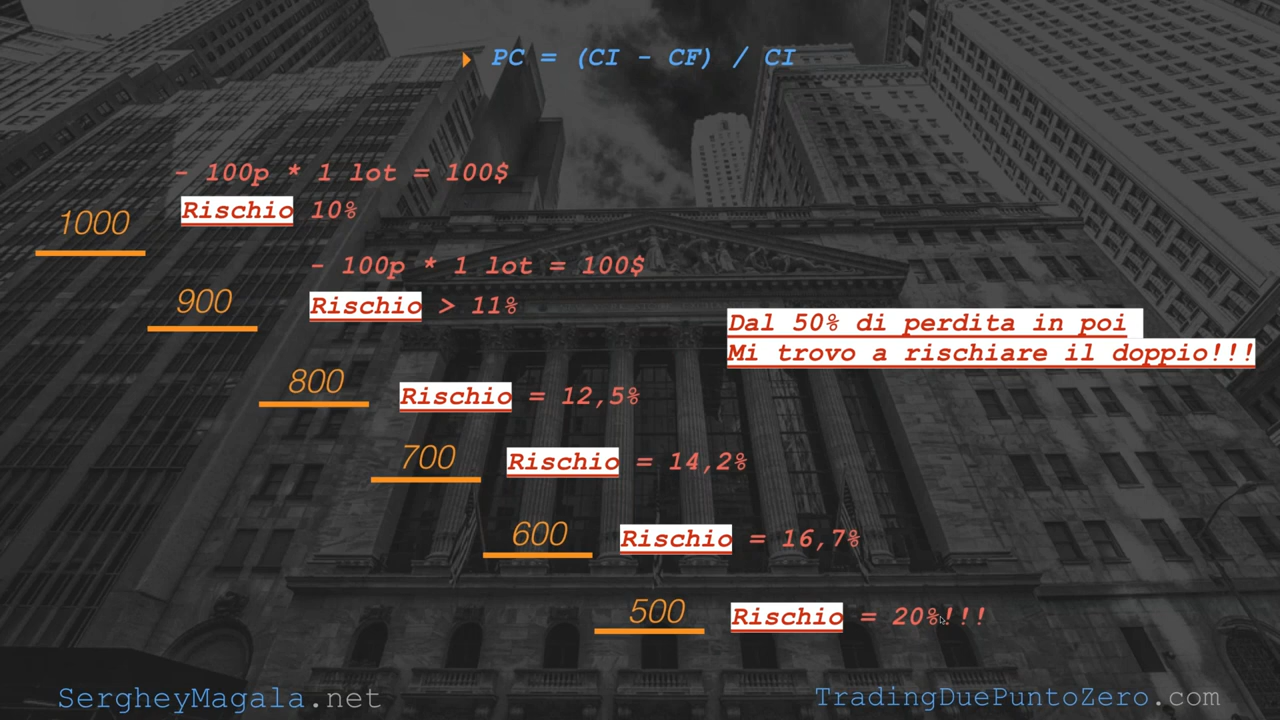 PC = (CI - CF) / CI
- 100p * 1 lot = 100$
Rischio 10%
1000
- 100p * 1 lot = 100$
900
Rischio > 11%
Dal 50% di perdita in poi
Mi trovo a rischiare il doppio!!!
800
Rischio = 12,5%
700
Rischio = 14,2%
600
Rischio = 16,7%
500
Rischio = 20%!!!
SergheyMagala.net
TradingDuePuntoZero.com